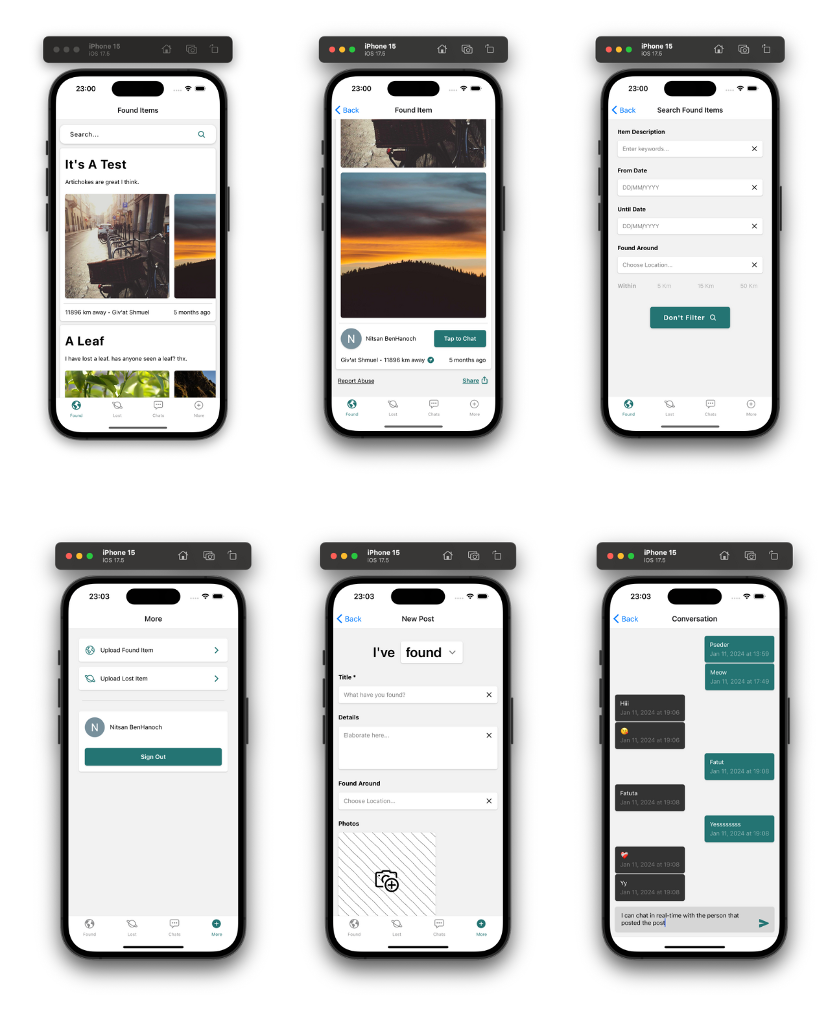 iPhone 15
iOS 17.5
23:00
Found Items
Search...
It's A Test
Artichokes are great I think.
11896 km away • Giv'at Shmuel
5 months ago
A Leaf
I have lost a leaf. has anyone seen a leaf? thx.
Found
Lost
Chats
More
iPhone 15
iOS 17.5
23:00
Back
Found Item
N
Nitsan BenHanoch
Tap to Chat
Giv'at Shmuel • 11896 km away
5 months ago
Report Abuse
Share
Found
Lost
Chats
More
iPhone 15
iOS 17.5
23:00
Back
Search Found Items
Item Description
Enter keywords...
From Date
DD/MM/YYYY
Until Date
DD/MM/YYYY
Found Around
Choose Location...
Within
5 Km
15 Km
50 Km
Don't Filter
Found
Lost
Chats
More
iPhone 15
iOS 17.5
23:03
More
Upload Found Item
Upload Lost Item
N
Nitsan BenHanoch
Sign Out
Found
Lost
Chats
More
iPhone 15
iOS 17.5
23:03
Back
New Post
I've found
Title *
What have you found?
Details
Elaborate here...
Found Around
Choose Location...
Photos
Found
Lost
Chats
More
iPhone 15
iOS 17.5
23:03
Back
Conversation
Pseder
Jan 11, 2024 at 13:59
Meow
Jan 11, 2024 at 17:49
Hiii
Jan 11, 2024 at 19:06
😘
Jan 11, 2024 at 19:06
Fatut
Jan 11, 2024 at 19:08
Fatuta
Jan 11, 2024 at 19:08
Yessssssss
Jan 11, 2024 at 19:08
❤️‍🩹
Jan 11, 2024 at 19:08
Yy
Jan 11, 2024 at 19:08
I can chat in real-time with the person that
posted the post